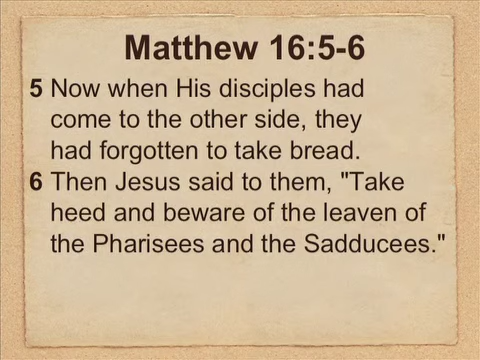 Matthew 16:5-6
5 Now when His disciples had
come to the other side, they
had forgotten to take bread.
6 Then Jesus said to them, "Take
heed and beware of the leaven of
the Pharisees and the Sadducees."